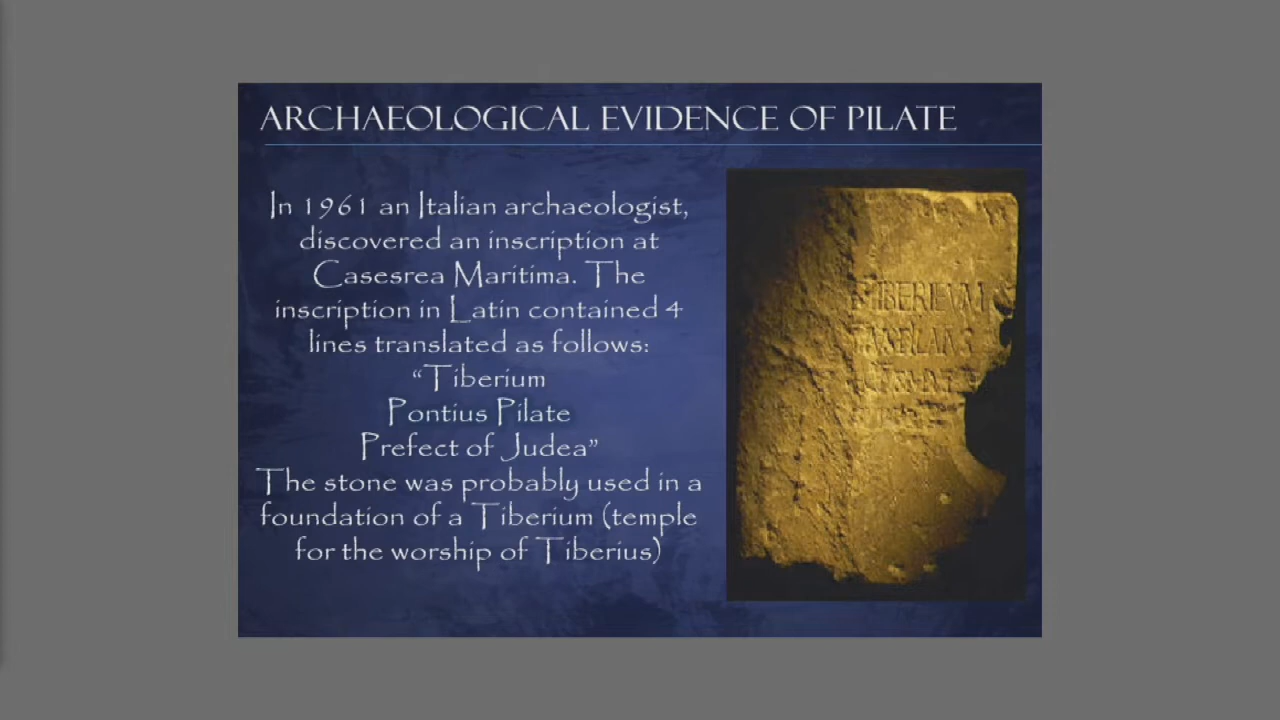 ARCHAEOLOGICAL EVIDENCE OF PILATE
In 1961 an Italian archaeologist,
discovered an inscription at
Casesrea Maritima. The
inscription in Latin contained 4
lines translated as follows:
“Tiberium
Pontius Pilate
Prefect of Judea”
The stone was probably used in a
foundation of a Tiberium (temple
for the worship of Tiberius)
TIBERIEVM